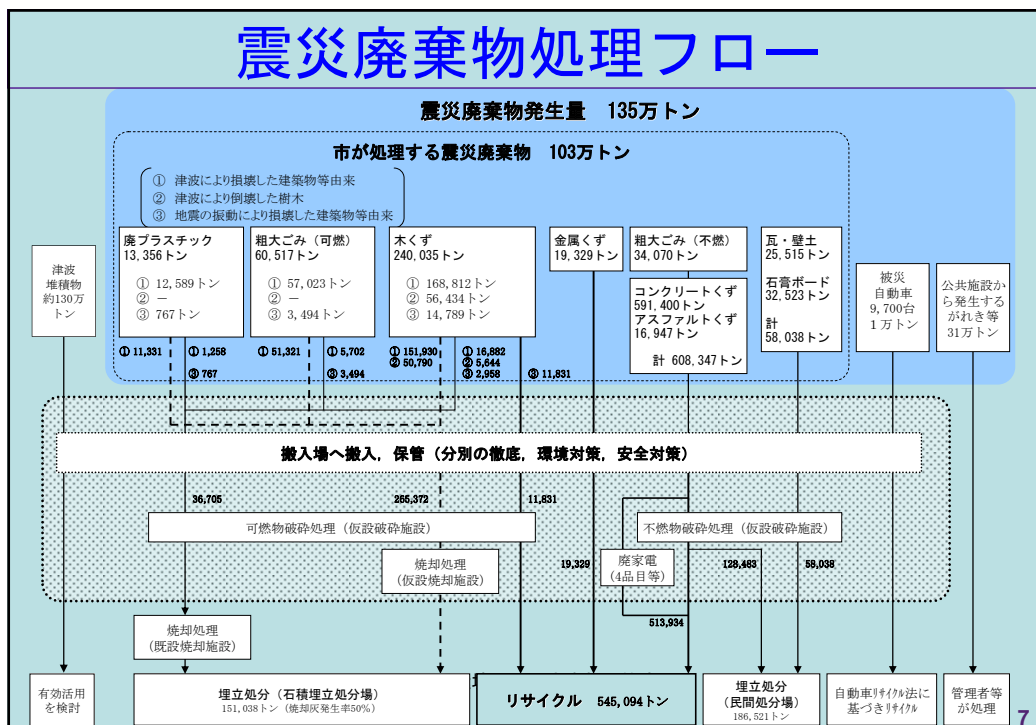 震災廃棄物処理フロー
震災廃棄物発生量　135万トン
市が処理する震災廃棄物　103万トン
①　津波により損壊した建築物等由来
②　津波により倒壊した樹木
③　地震の振動により損壊した建築物等由来
津波
堆積物
約130万
トン
廃プラスチック
13,356トン
①　12,589トン
②　－
③　767トン
粗大ごみ（可燃）
60,517トン
①　57,023トン
②　－
③　3,494トン
木くず
240,035トン
①　168,812トン
②　56,434トン
③　14,789トン
金属くず
19,329トン
粗大ごみ（不燃）
34,070トン
コンクリートくず
591,400トン
アスファルトくず
16,947トン
計　608,347トン
瓦・壁土
25,515トン
石膏ボード
32,523トン
計
58,038トン
被災
自動車
9,700台
１万トン
公共施設か
ら発生する
がれき等
31万トン
① 11,331
① 1,258
③ 767
① 51,321
① 5,702
③ 3,494
① 151,930
② 50,790
① 16,882
② 5,644
③ 2,958
③ 11,831
搬入場へ搬入，保管（分別の徹底，環境対策，安全対策）
36,705
265,372
11,831
可燃物破砕処理（仮設破砕施設）
不燃物破砕処理（仮設破砕施設）
焼却処理
（仮設焼却施設）
19,329
廃家電
（4品目等）
128,483
58,038
513,934
焼却処理
（既設焼却施設）
有効活用
を検討
埋立処分（石積埋立処分場）
151,038トン（焼却灰発生率50%）
リサイクル　545,094トン
埋立処分
（民間処分場）
186,521トン
自動車リサイクル法に
基づきリサイクル
管理者等
が処理
7